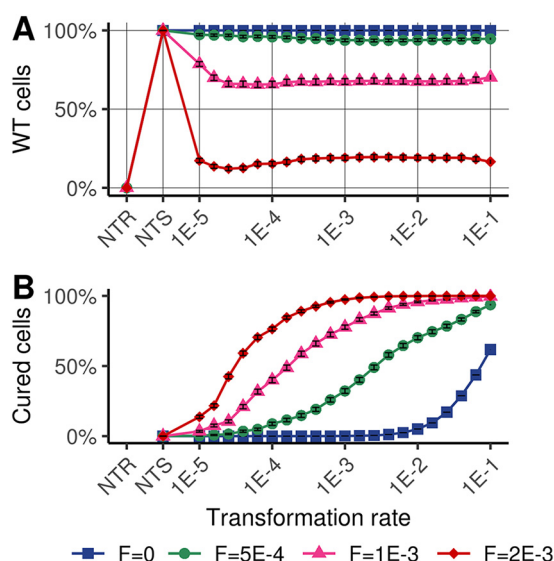 A
WT cells
100%
50%
0%
NTR NTS 1E-5 1E-4 1E-3 1E-2 1E-1
B
Cured cells
100%
50%
0%
NTR NTS 1E-5 1E-4 1E-3 1E-2 1E-1
Transformation rate
F=0 F=5E-4 F=1E-3 F=2E-3